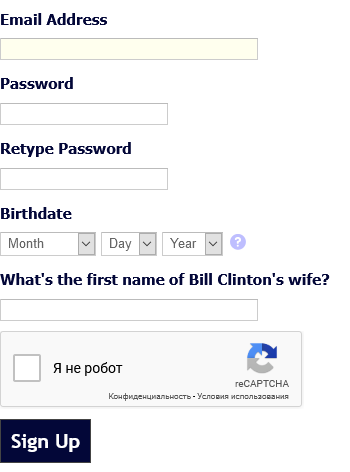 Email Address
Password
Retype Password
Birthdate
Month Day Year ?
What's the first name of Bill Clinton's wife?
Я не робот
reCAPTCHA
Конфиденциальность - Условия использования
Sign Up